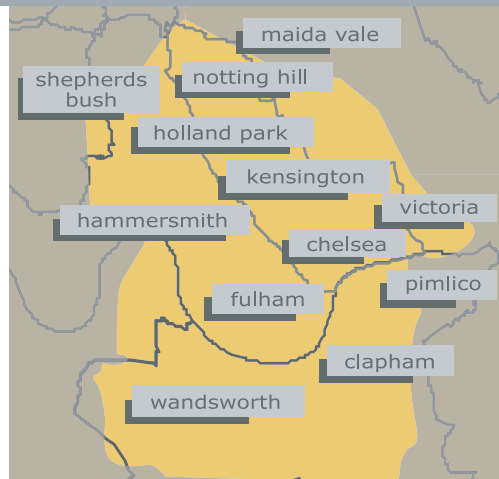 maida vale
notting hill
shepherds
bush
holland park
kensington
victoria
hammersmith
chelsea
pimlico
fulham
clapham
wandsworth